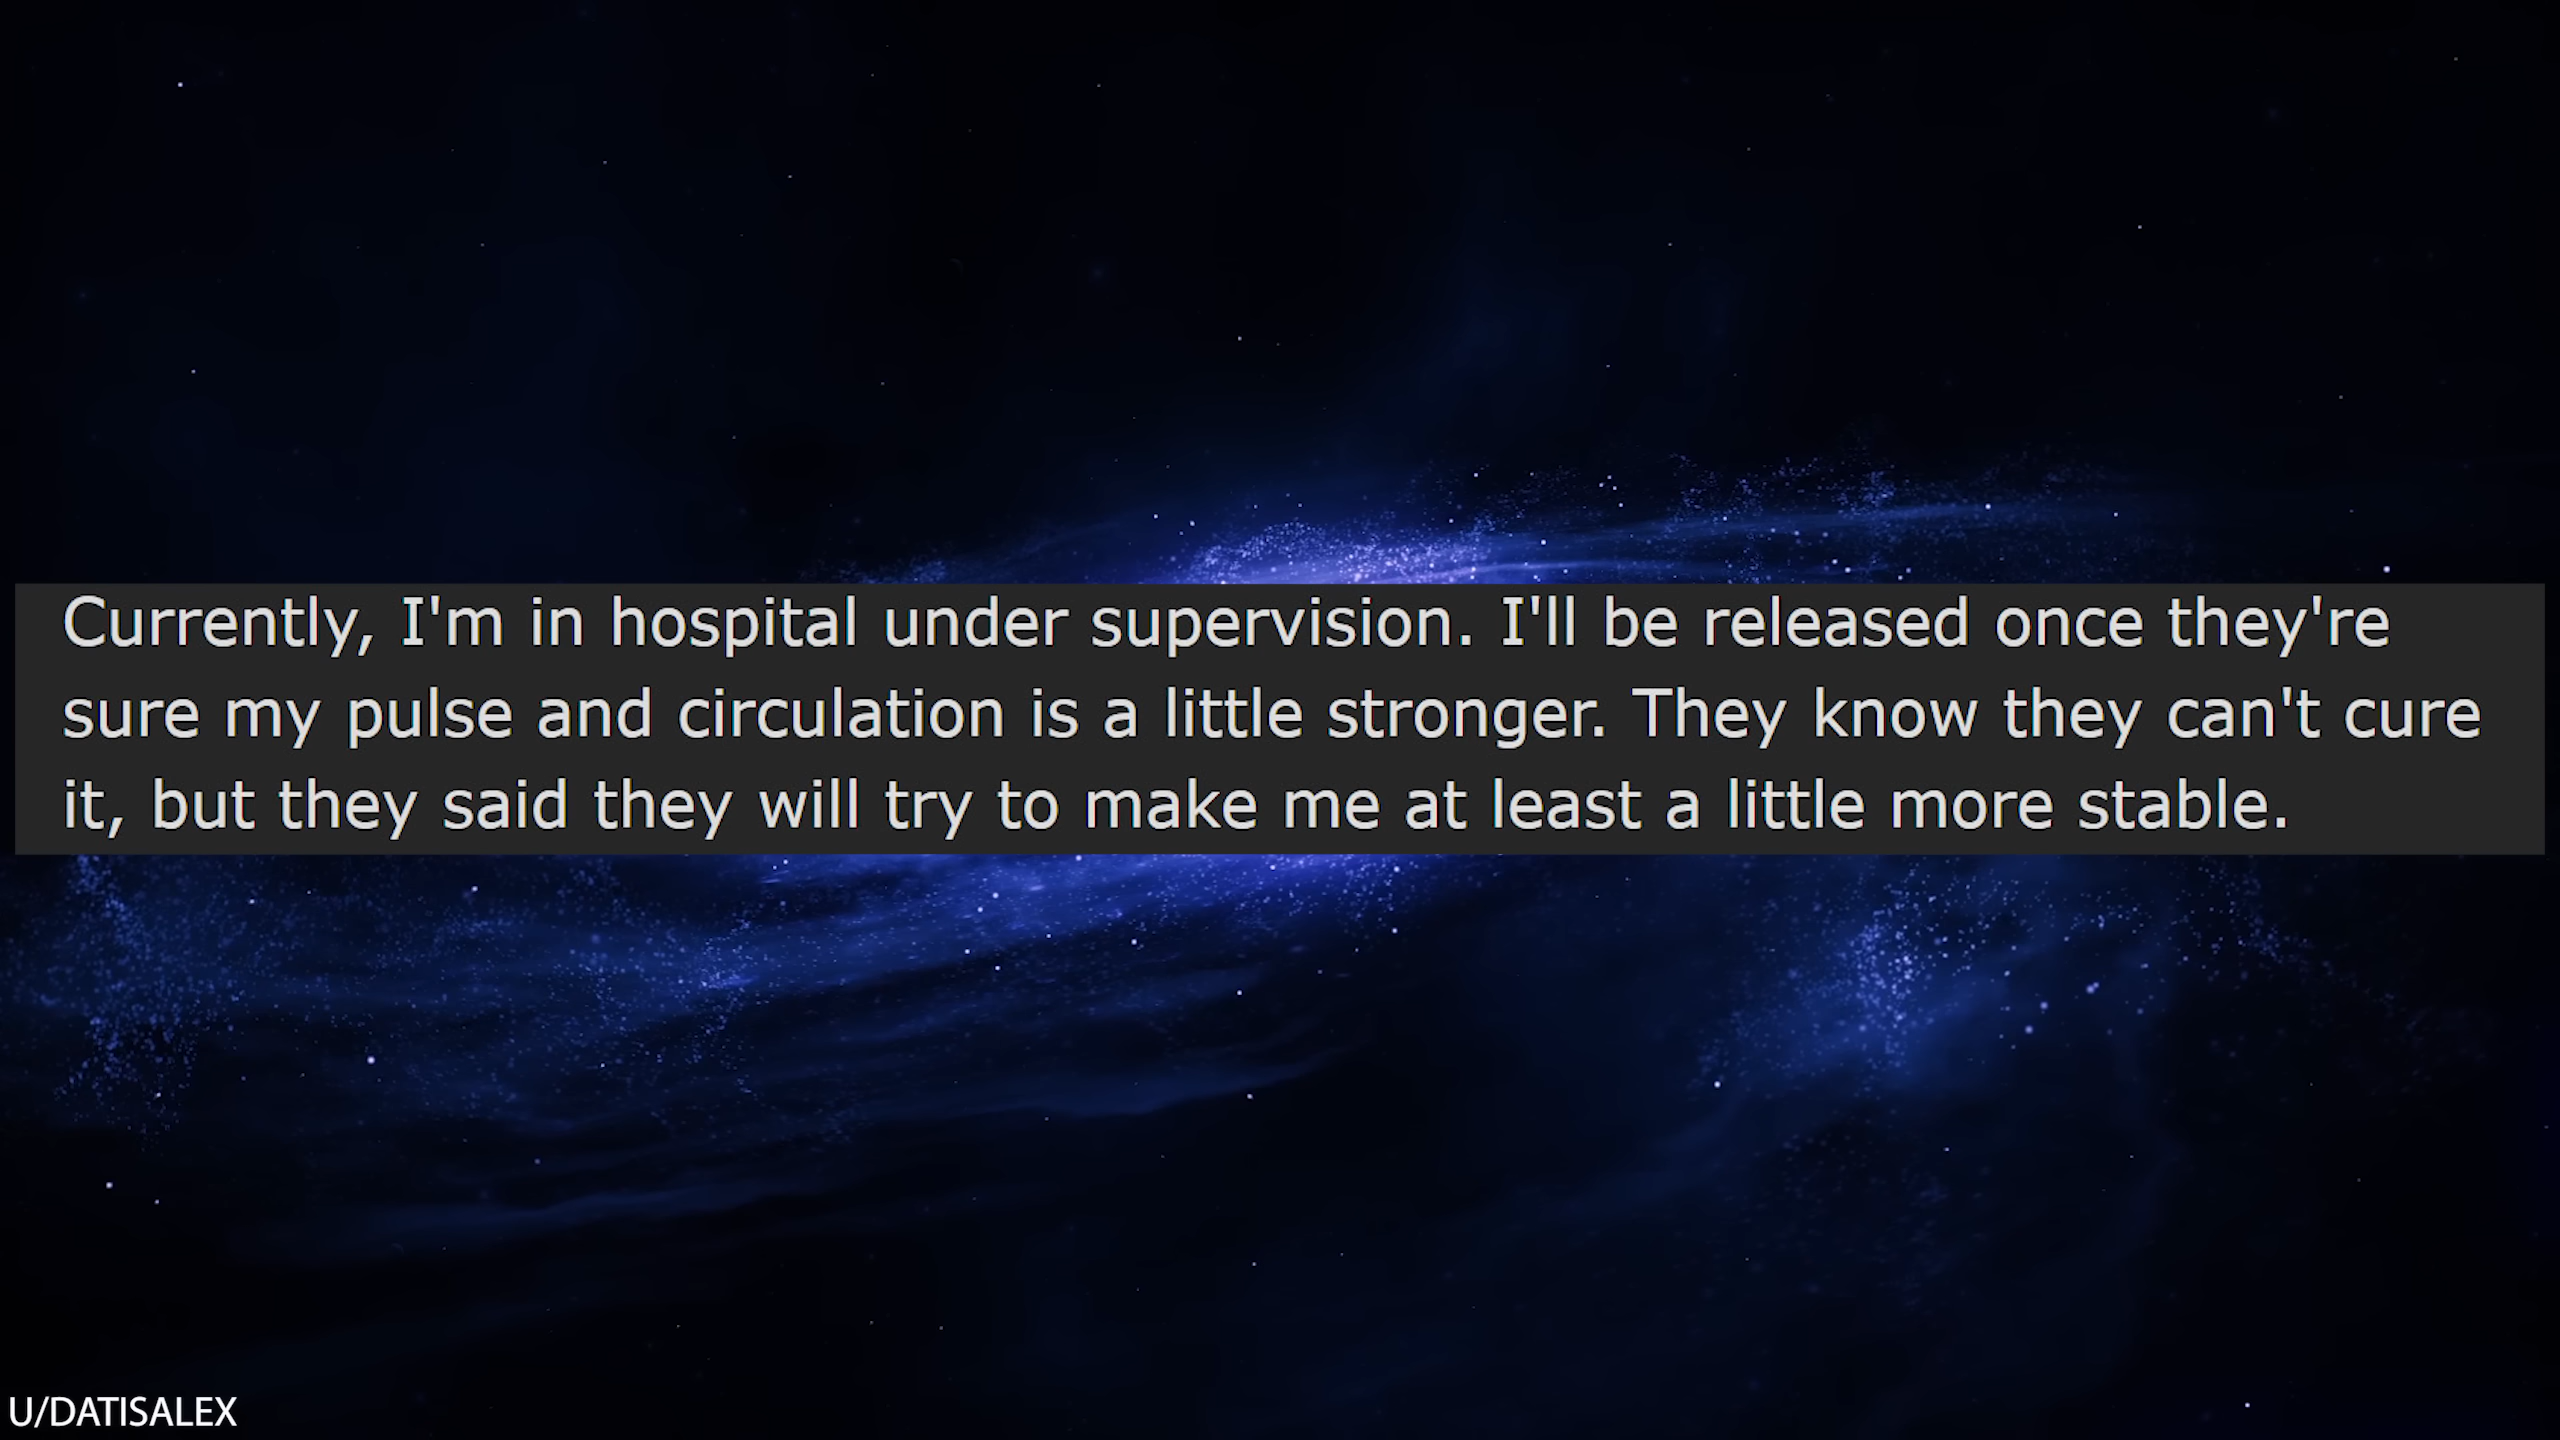 Currently, I'm in hospital under supervision. I'll be released once they're
sure my pulse and circulation is a little stronger. They know they can't cure
it, but they said they will try to make me at least a little more stable.
U/DATISALEX